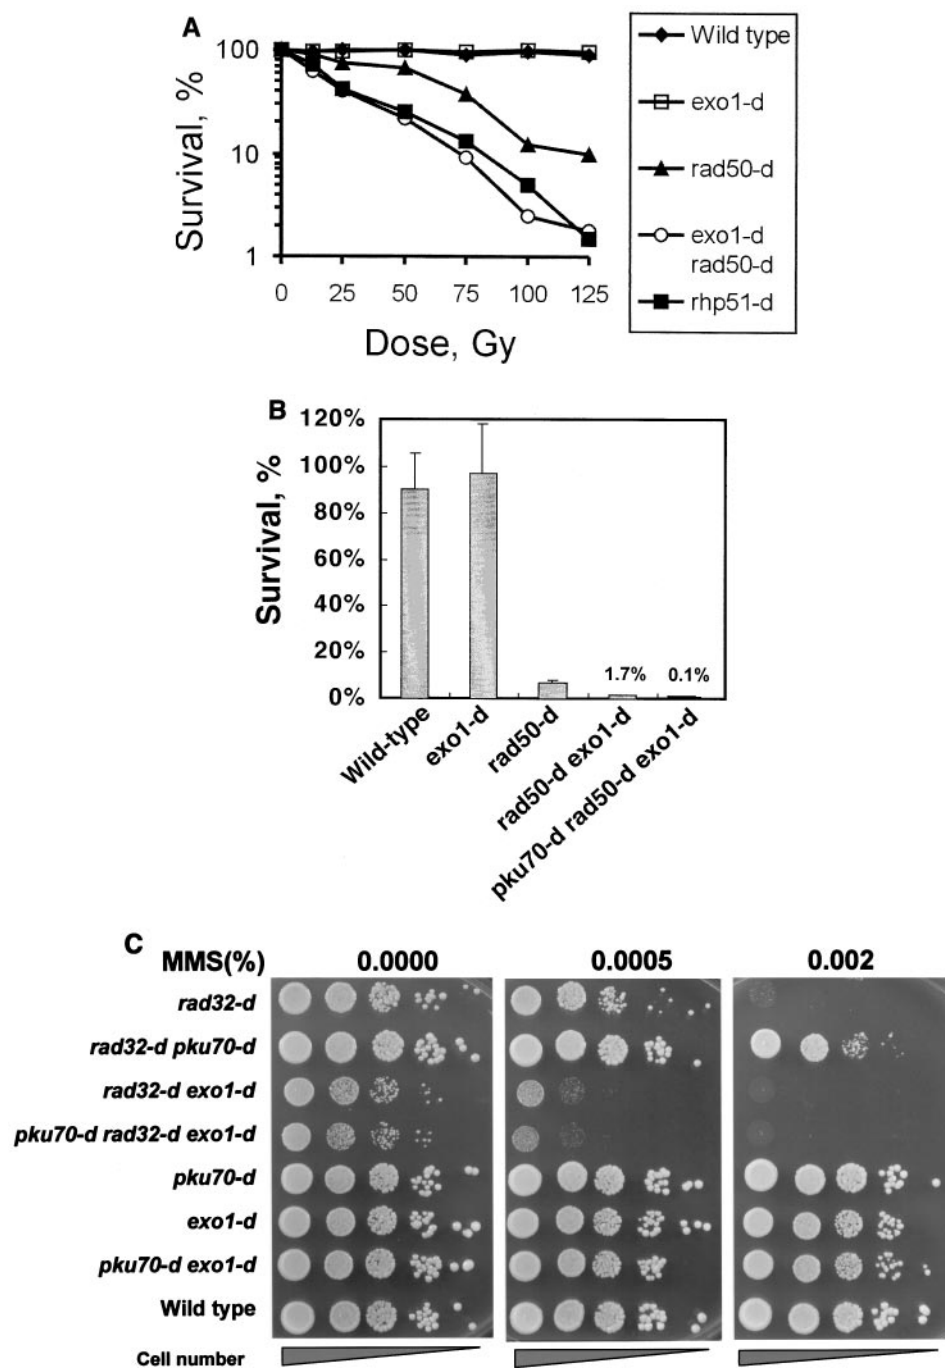 A
Survival, %
100
10
1
0 25 50 75 100 125
Dose, Gy
Wild type
exo1-d
rad50-d
exo1-d
rad50-d
rhp51-d
B
Survival, %
120%
100%
80%
60%
40%
20%
0%
1.7% 0.1%
Wild-type
exo1-d
rad50-d
rad50-d exo1-d
pku70-d rad50-d exo1-d
C
MMS(%) 0.0000 0.0005 0.002
rad32-d
rad32-d pku70-d
rad32-d exo1-d
pku70-d rad32-d exo1-d
pku70-d
exo1-d
pku70-d exo1-d
Wild type
Cell number